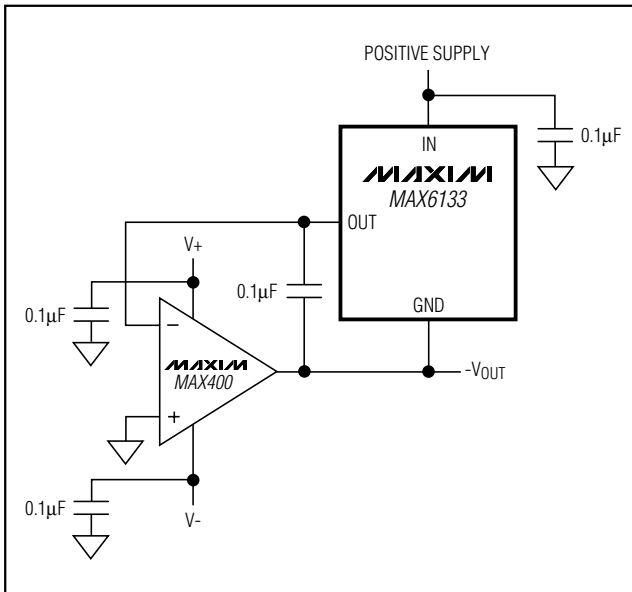 POSITIVE SUPPLY
IN
0.1µF
MAXIM
MAX6133
OUT
V+
0.1µF
0.1µF
GND
−
MAXIM
MAX400
-VOUT
+
0.1µF
V-